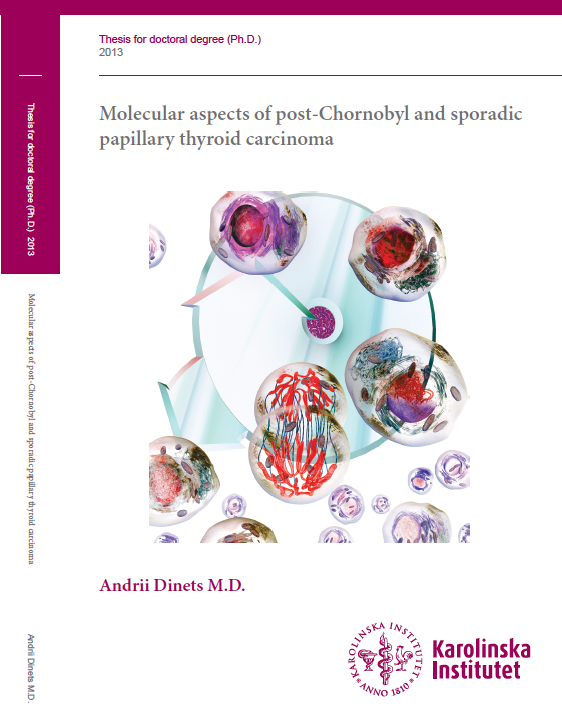 Thesis for doctoral degree (Ph.D.)
2013
Molecular aspects of post-Chornobyl and sporadic
papillary thyroid carcinoma
Andrii Dinets M.D.
KAROLINSKA INSTITUTET
ANNO 1810
Karolinska
Institutet
Thesis for doctoral degree (Ph.D.) 2013
Molecular aspects of post-Chornobyl and sporadic papillary thyroid carcinoma
Andrii Dinets M.D.